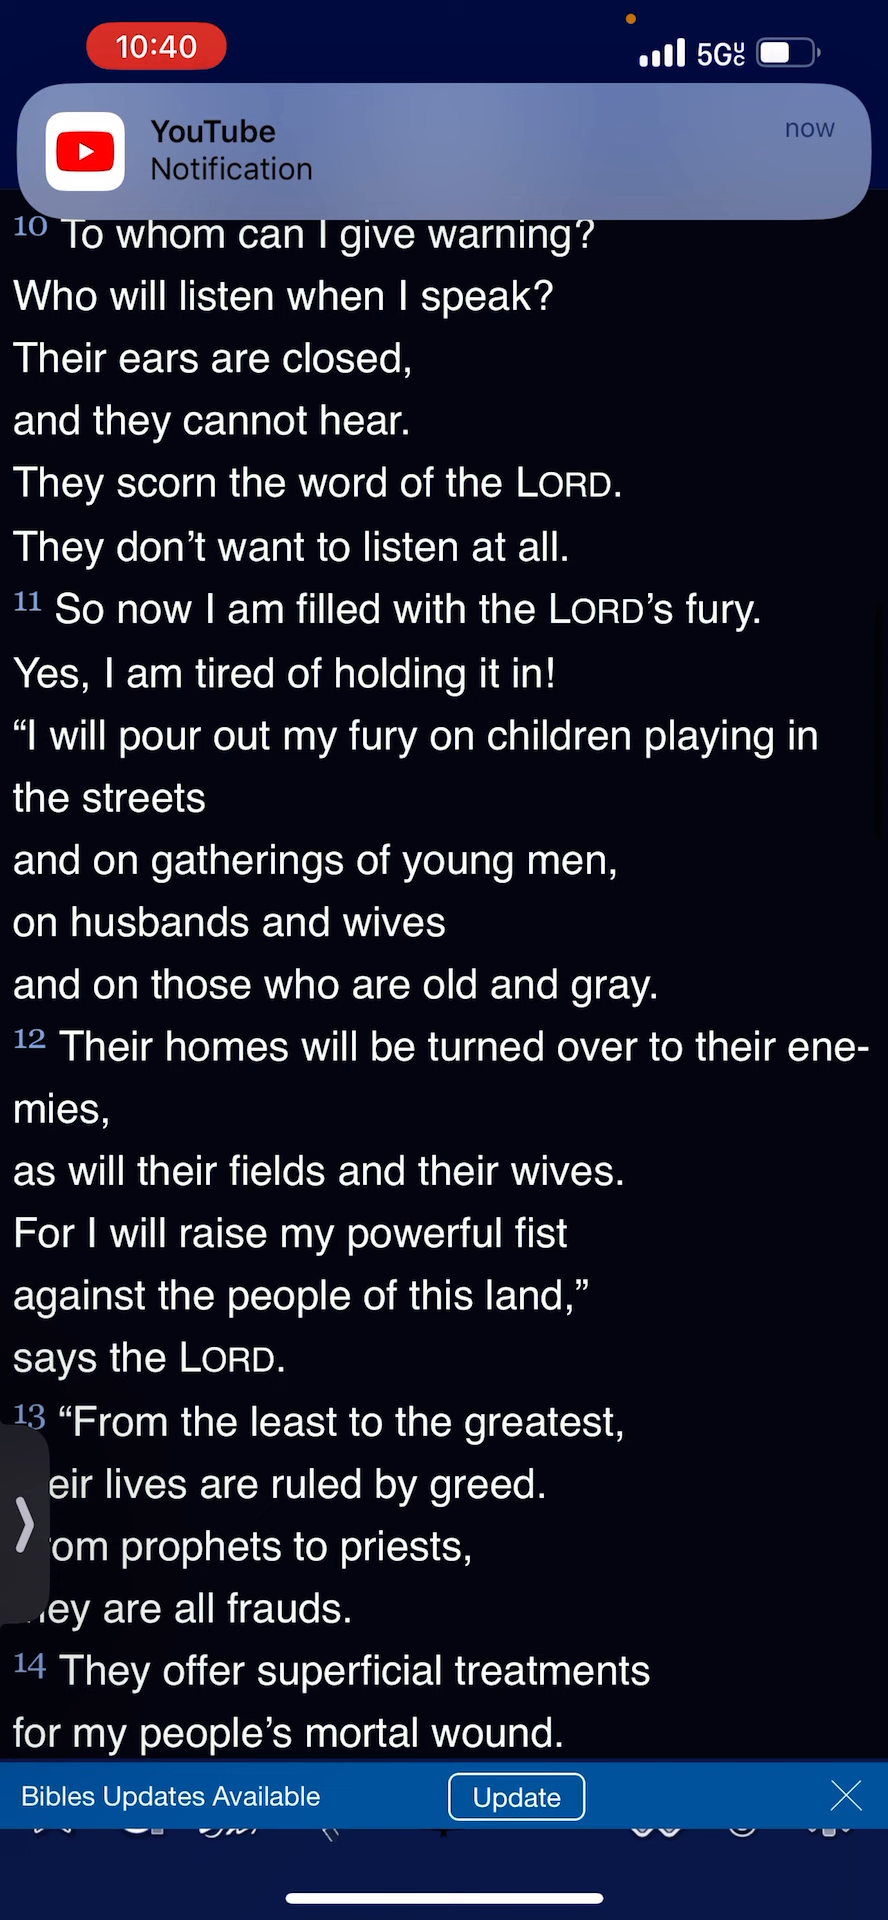 10:40
5G UC
YouTube
now
Notification
10 To whom can I give warning?
Who will listen when I speak?
Their ears are closed,
and they cannot hear.
They scorn the word of the LORD.
They don’t want to listen at all.
11 So now I am filled with the LORD’s fury.
Yes, I am tired of holding it in!
“I will pour out my fury on children playing in
the streets
and on gatherings of young men,
on husbands and wives
and on those who are old and gray.
12 Their homes will be turned over to their ene-
mies,
as will their fields and their wives.
For I will raise my powerful fist
against the people of this land,”
says the LORD.
13 “From the least to the greatest,
eir lives are ruled by greed.
om prophets to priests,
ey are all frauds.
14 They offer superficial treatments
for my people’s mortal wound.
Bibles Updates Available
Update